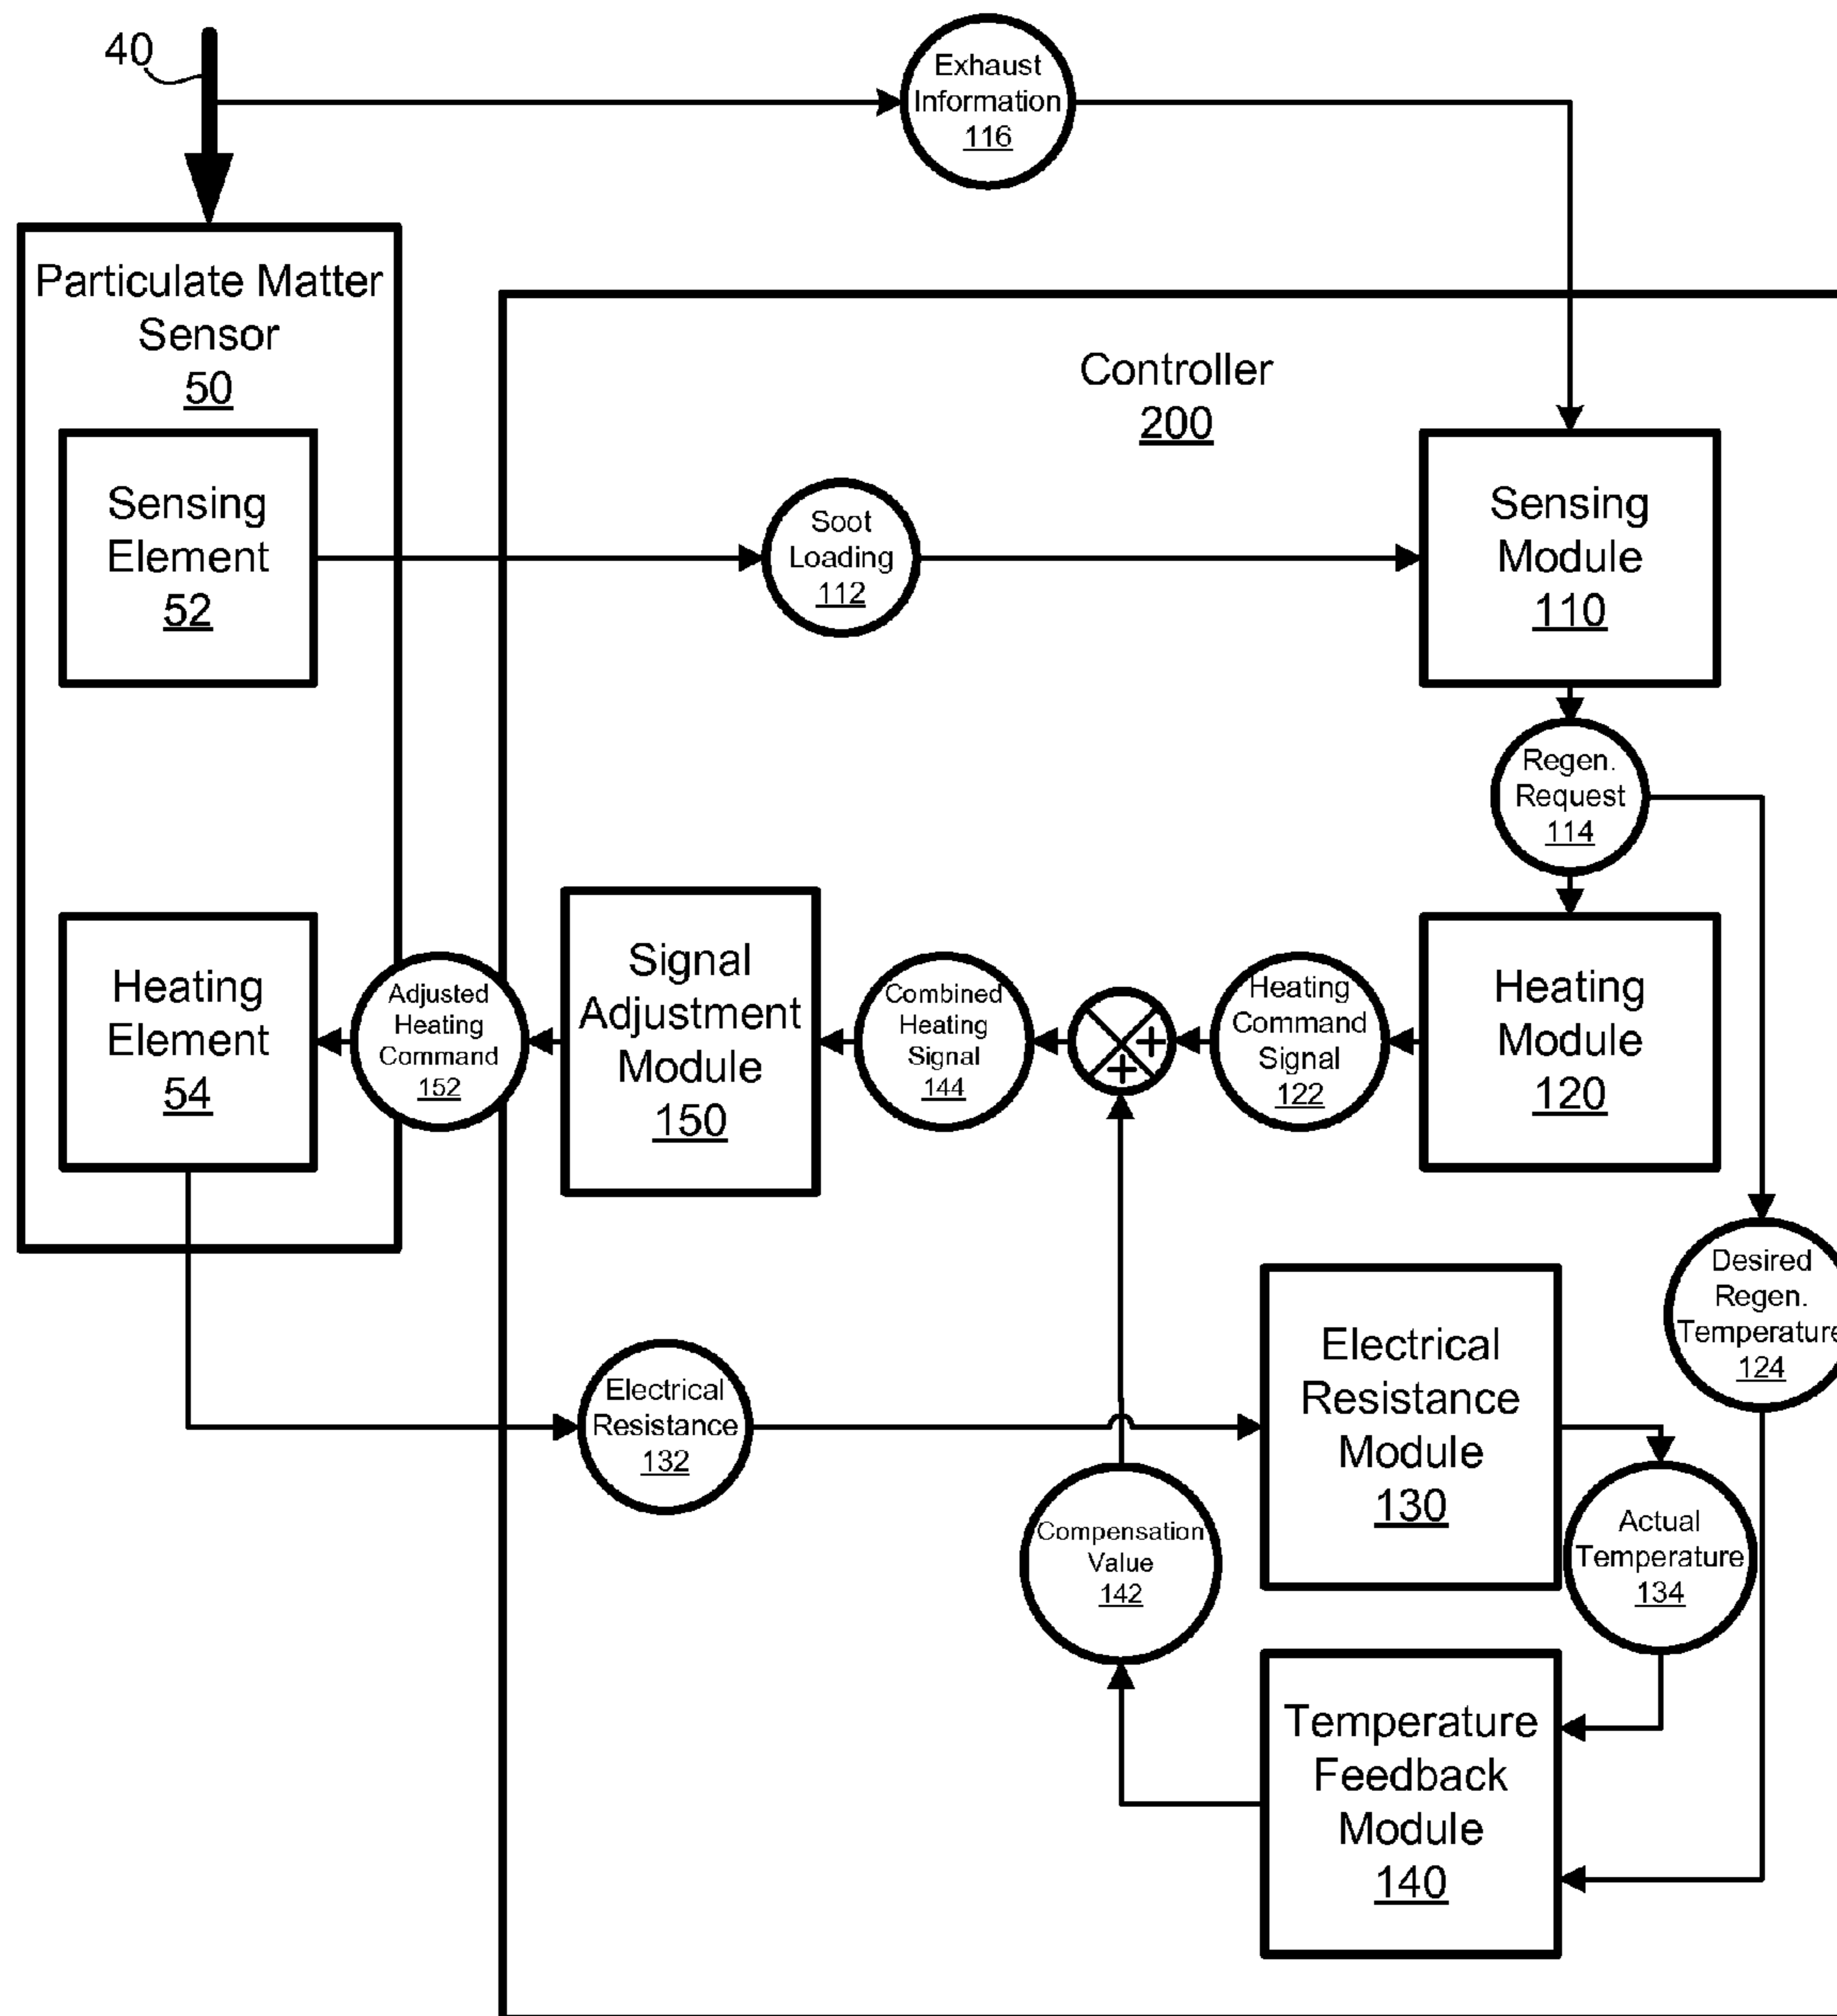 40
Exhaust
Information
116
Particulate Matter
Sensor
50
Controller
200
Sensing
Element
52
Soot
Loading
112
Sensing
Module
110
Regen.
Request
114
Heating
Element
54
Adjusted
Heating
Command
152
Signal
Adjustment
Module
150
Combined
Heating
Signal
144
+
+
Heating
Command
Signal
122
Heating
Module
120
Desired
Regen.
Temperature
124
Electrical
Resistance
132
Electrical
Resistance
Module
130
Compensation
Value
142
Actual
Temperature
134
Temperature
Feedback
Module
140